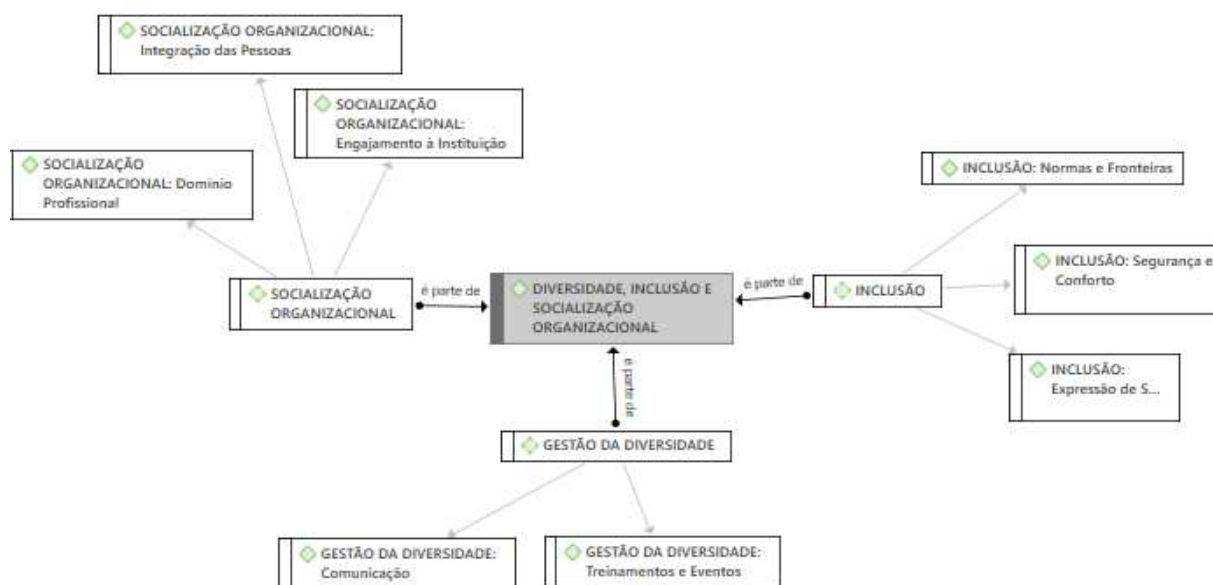 SOCIALIZAÇÃO ORGANIZACIONAL:
Integração das Pessoas
SOCIALIZAÇÃO
ORGANIZACIONAL:
Engajamento à Instituição
SOCIALIZAÇÃO
ORGANIZACIONAL: Domínio
Profissional
INCLUSÃO: Normas e Fronteiras
INCLUSÃO: Segurança e
Conforto
SOCIALIZAÇÃO
ORGANIZACIONAL
é parte de
DIVERSIDADE, INCLUSÃO E
SOCIALIZAÇÃO
ORGANIZACIONAL
é parte de
INCLUSÃO
é parte de
INCLUSÃO:
Expressão de S...
GESTÃO DA DIVERSIDADE
GESTÃO DA DIVERSIDADE:
Comunicação
GESTÃO DA DIVERSIDADE:
Treinamentos e Eventos